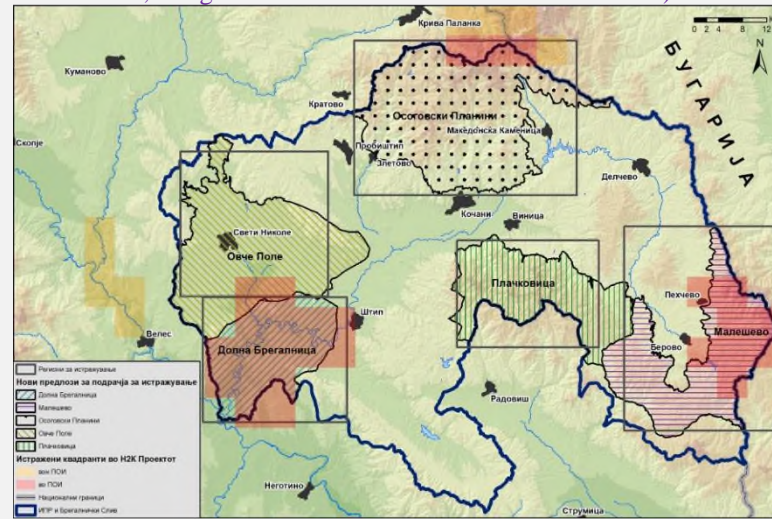 Крива Паланка
0 2 4 8 12
N
БУГАРИЈА
Куманово
Кратово
Осоговски Планини
Македонска Каменица
Скопје
Пробиштип
Злетово
Делчево
Кочани
Виница
Свети Николе
Овче Поле
Плачковица
Пехчево
Штип
Малешево
Велес
Берово
Долна Брегалница
Радовиш
Неготино
Струмица
Региони за истражување
Нови предлози за подрачја за истражување
Долна Брегалница
Малешево
Осоговски Планини
Овче Поле
Плачковица
Истражени квадранти во Н2К Проектот
вон ПОИ
во ПОИ
Национални граници
ИПР и Брегалнички Слив